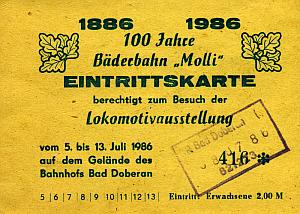 1886 1986
100 Jahre
Bäderbahn „Molli"
EINTRITTSKARTE
berechtigt zum Besuch der
Lokomotivausstellung
vom 5. bis 13. Juli 1986
auf dem Gelände des
Bahnhofs Bad Doberan
Bad Doberan
416 *
5 | 6 | 7 | 8 | 9 | 10 | 11 | 12 | 13 | Eintritt Erwachsene 2,00 M